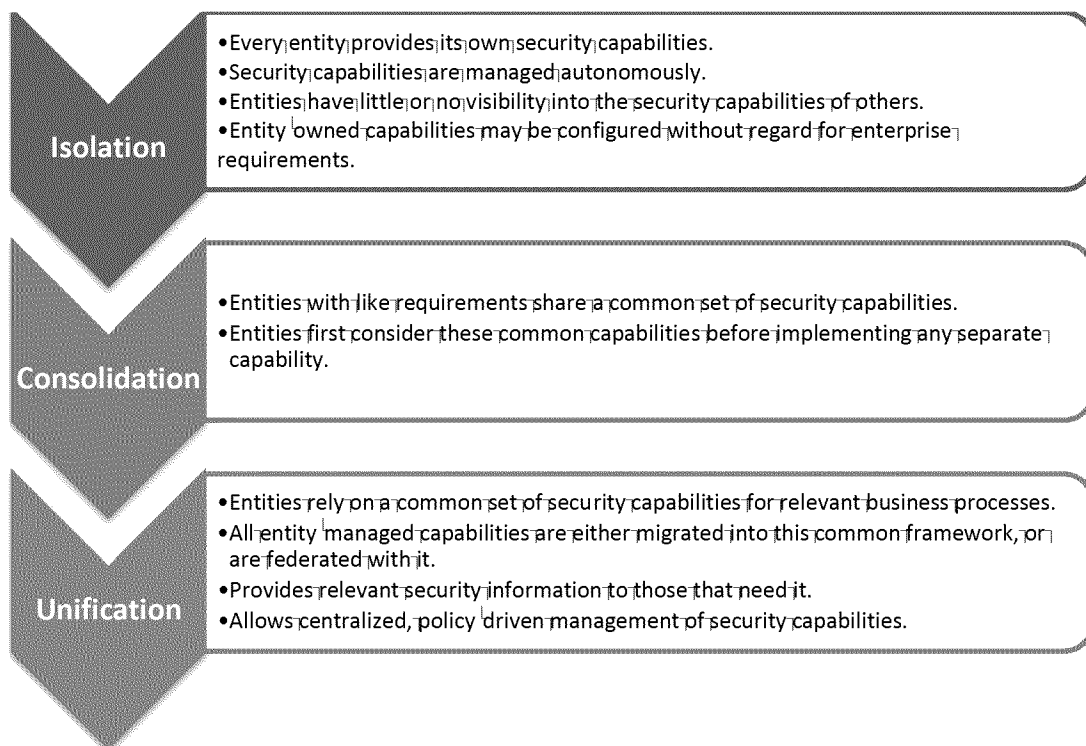 Isolation
•Every entity provides its own security capabilities.
•Security capabilities are managed autonomously.
•Entities have little or no visibility into the security capabilities of others.
•Entity owned capabilities may be configured without regard for enterprise
requirements.
Consolidation
•Entities with like requirements share a common set of security capabilities.
•Entities first consider these common capabilities before implementing any separate
capability.
Unification
•Entities rely on a common set of security capabilities for relevant business processes.
•All entity managed capabilities are either migrated into this common framework, or
are federated with it.
•Provides relevant security information to those that need it.
•Allows centralized, policy driven management of security capabilities.